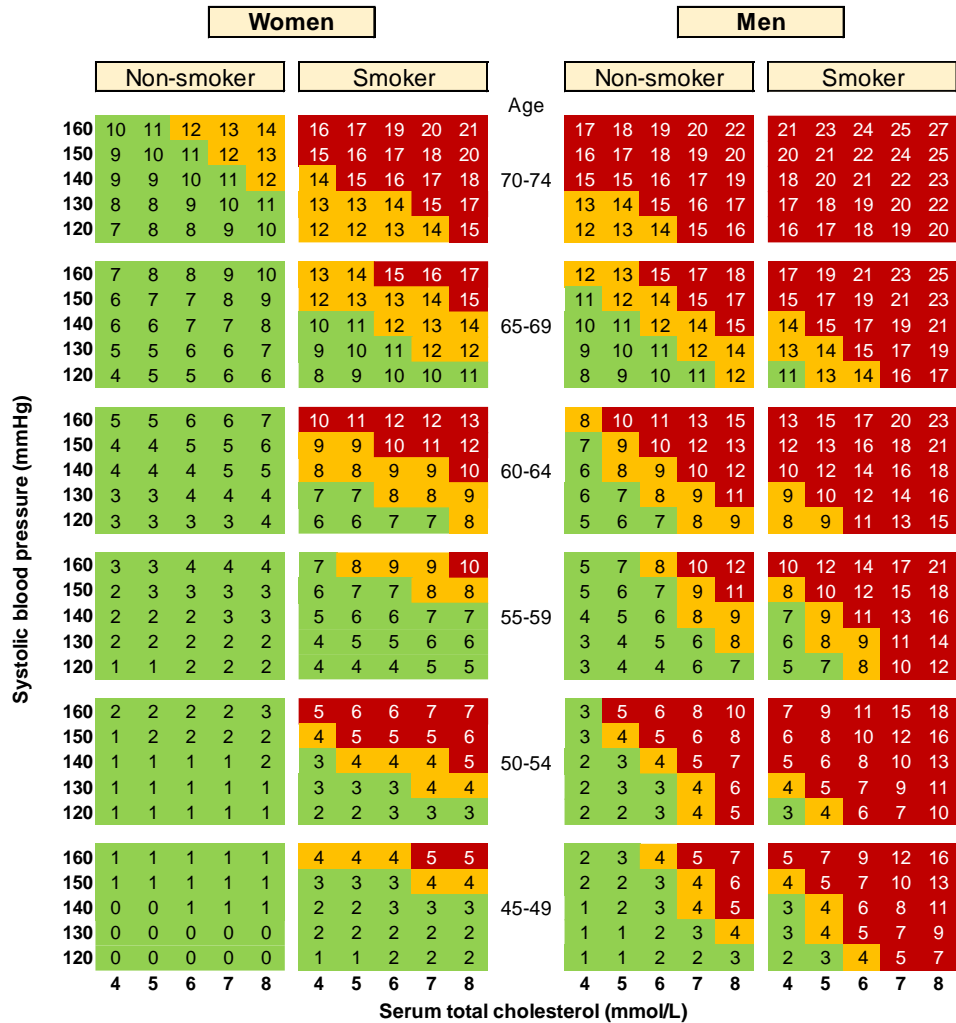 Women Men
Non-smoker Smoker Non-smoker Smoker
Age
160 10 11 12 13 14 16 17 19 20 21 17 18 19 20 22 21 23 24 25 27
150 9 10 11 12 13 15 16 17 18 20 16 17 18 19 20 20 21 22 24 25
140 9 9 10 11 12 14 15 16 17 18 70-74 15 15 16 17 19 18 20 21 22 23
130 8 8 9 10 11 13 13 14 15 17 13 14 15 16 17 17 18 19 20 22
120 7 8 8 9 10 12 12 13 14 15 12 13 14 15 16 16 17 18 19 20
160 7 8 8 9 10 13 14 15 16 17 12 13 15 17 18 17 19 21 23 25
150 6 7 7 8 9 12 13 13 14 15 11 12 14 15 17 15 17 19 21 23
140 6 6 7 7 8 10 11 12 13 14 65-69 10 11 12 14 15 14 15 17 19 21
130 5 5 6 6 7 9 10 11 12 12 9 10 11 12 14 13 14 15 17 19
120 4 5 5 6 6 8 9 10 10 11 8 9 10 11 12 11 13 14 16 17
160 5 5 6 6 7 10 11 12 12 13 8 10 11 13 15 13 15 17 20 23
150 4 4 5 5 6 9 9 10 11 12 7 9 10 12 13 12 13 16 18 21
140 4 4 4 5 5 8 8 9 9 10 60-64 6 8 9 10 12 10 12 14 16 18
130 3 3 4 4 4 7 7 8 8 9 6 7 8 9 11 9 10 12 14 16
120 3 3 3 3 4 6 6 7 7 8 5 6 7 8 9 8 9 11 13 15
160 3 3 4 4 4 7 8 9 9 10 5 7 8 10 12 10 12 14 17 21
150 2 2 3 3 3 6 7 7 8 8 5 6 7 9 11 8 10 12 15 18
140 2 2 2 3 3 5 6 6 7 7 55-59 4 5 6 8 9 7 9 11 13 16
130 2 2 2 2 2 4 5 5 6 6 3 4 5 6 8 6 8 9 11 14
120 1 1 2 2 2 4 4 4 5 5 3 4 4 6 7 5 7 8 10 12
160 2 2 2 2 3 5 6 6 7 7 3 5 6 8 10 7 9 11 15 18
150 1 2 2 2 2 4 5 5 5 6 3 4 5 6 8 6 8 10 12 16
140 1 1 1 1 2 3 4 4 4 5 50-54 2 3 4 5 7 5 6 8 10 13
130 1 1 1 1 1 3 3 3 4 4 2 3 3 4 6 4 5 7 9 11
120 1 1 1 1 1 2 2 3 3 3 2 2 3 4 5 3 4 6 7 10
160 1 1 1 1 1 4 4 4 5 5 2 3 4 5 7 5 7 9 12 16
150 1 1 1 1 1 3 3 3 4 4 2 2 3 4 6 4 5 7 10 13
140 0 0 1 1 1 2 2 3 3 3 45-49 1 2 3 4 5 3 4 6 8 11
130 0 0 0 0 0 2 2 2 2 2 1 1 2 3 4 3 4 5 7 9
120 0 0 0 0 0 1 1 2 2 2 1 1 2 2 3 2 3 4 5 7
4 5 6 7 8 4 5 6 7 8 4 5 6 7 8 4 5 6 7 8
Serum total cholesterol (mmol/L)
Systolic blood pressure (mmHg)